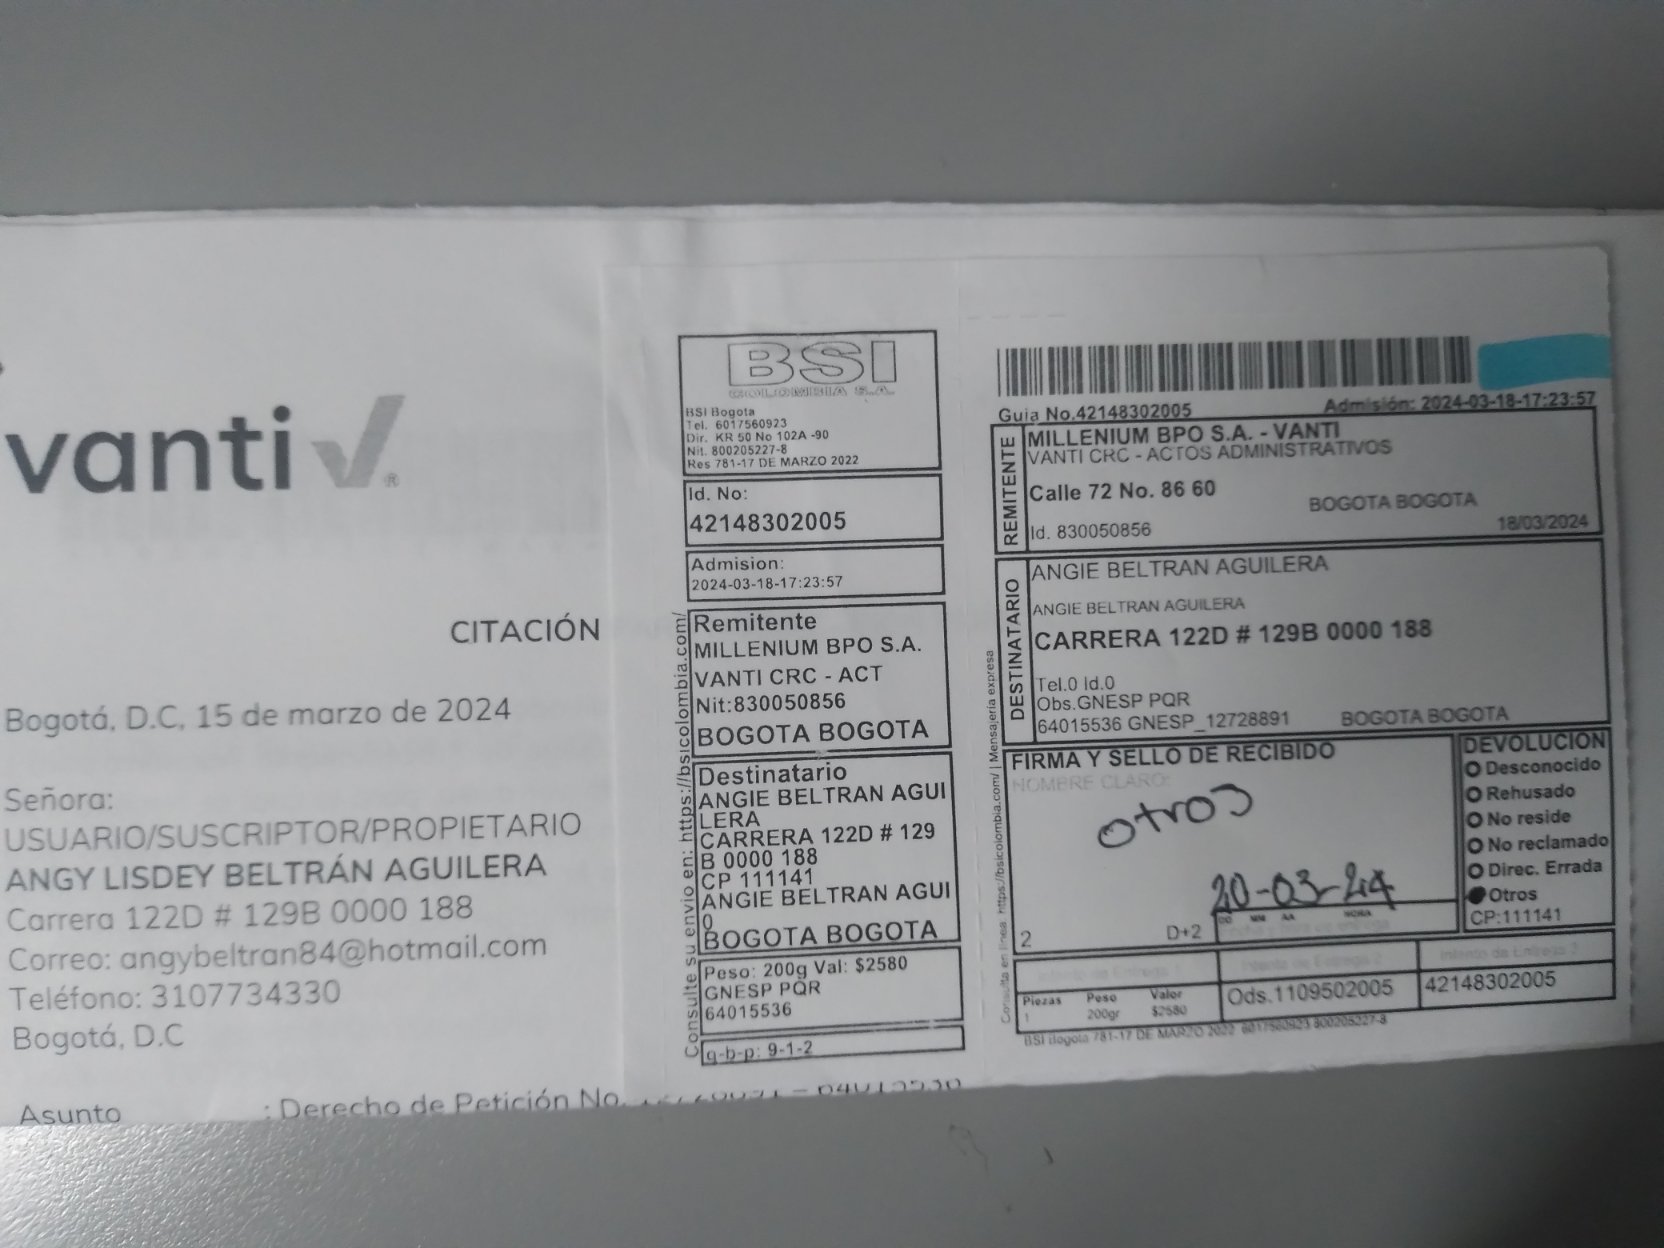 vanti
®
CITACIÓN
Bogotá, D.C, 15 de marzo de 2024
Señora:
USUARIO/SUSCRIPTOR/PROPIETARIO
ANGY LISDEY BELTRÁN AGUILERA
Carrera 122D # 129B 0000 188
Correo: angybeltran84@hotmail.com
Teléfono: 3107734330
Bogotá, D.C
Asunto : Derecho de Petición No.
Consulte su envio en: https://bsicolombia.com/
BSI
COLOMBIA S.A.
BSI Bogota
Tel. 6017560923
Dir. KR 50 No 102A -90
Nit. 800205227-8
Res 781-17 DE MARZO 2022
Id. No:
42148302005
Admision:
2024-03-18-17:23:57
Remitente
MILLENIUM BPO S.A.
VANTI CRC - ACT
Nit:830050856
BOGOTA BOGOTA
Destinatario
ANGIE BELTRAN AGUI
LERA
CARRERA 122D # 129
B 0000 188
CP 111141
ANGIE BELTRAN AGUI
0
BOGOTA BOGOTA
Peso: 200g Val: $2580
GNESP PQR
64015536
g-b-p: 9-1-2
Consulta en linea. https://bsicolombia.com/ | Mensajeria expresa
Guia No.42148302005 Admisión: 2024-03-18-17:23:57
REMITENTE
MILLENIUM BPO S.A. - VANTI
VANTI CRC - ACTOS ADMINISTRATIVOS
Calle 72 No. 86 60
BOGOTA BOGOTA
Id. 830050856 18/03/2024
DESTINATARIO
ANGIE BELTRAN AGUILERA
ANGIE BELTRAN AGUILERA
CARRERA 122D # 129B 0000 188
Tel.0 Id.0
Obs.GNESP PQR
64015536 GNESP_12728891 BOGOTA BOGOTA
FIRMA Y SELLO DE RECIBIDO
NOMBRE CLARO:
otros
20-03-24
DD MM AA HORA
2 D+2
DEVOLUCION
Desconocido
Rehusado
No reside
No reclamado
Direc. Errada
Otros
CP:111141
Intento de Entrega 1 Intento de Entrega 2 Intento de Entrega 3
Piezas Peso Valor
1 200gr $2580
Ods.1109502005
42148302005
BSI Bogota 781-17 DE MARZO 2022 6017560923 800205227-8